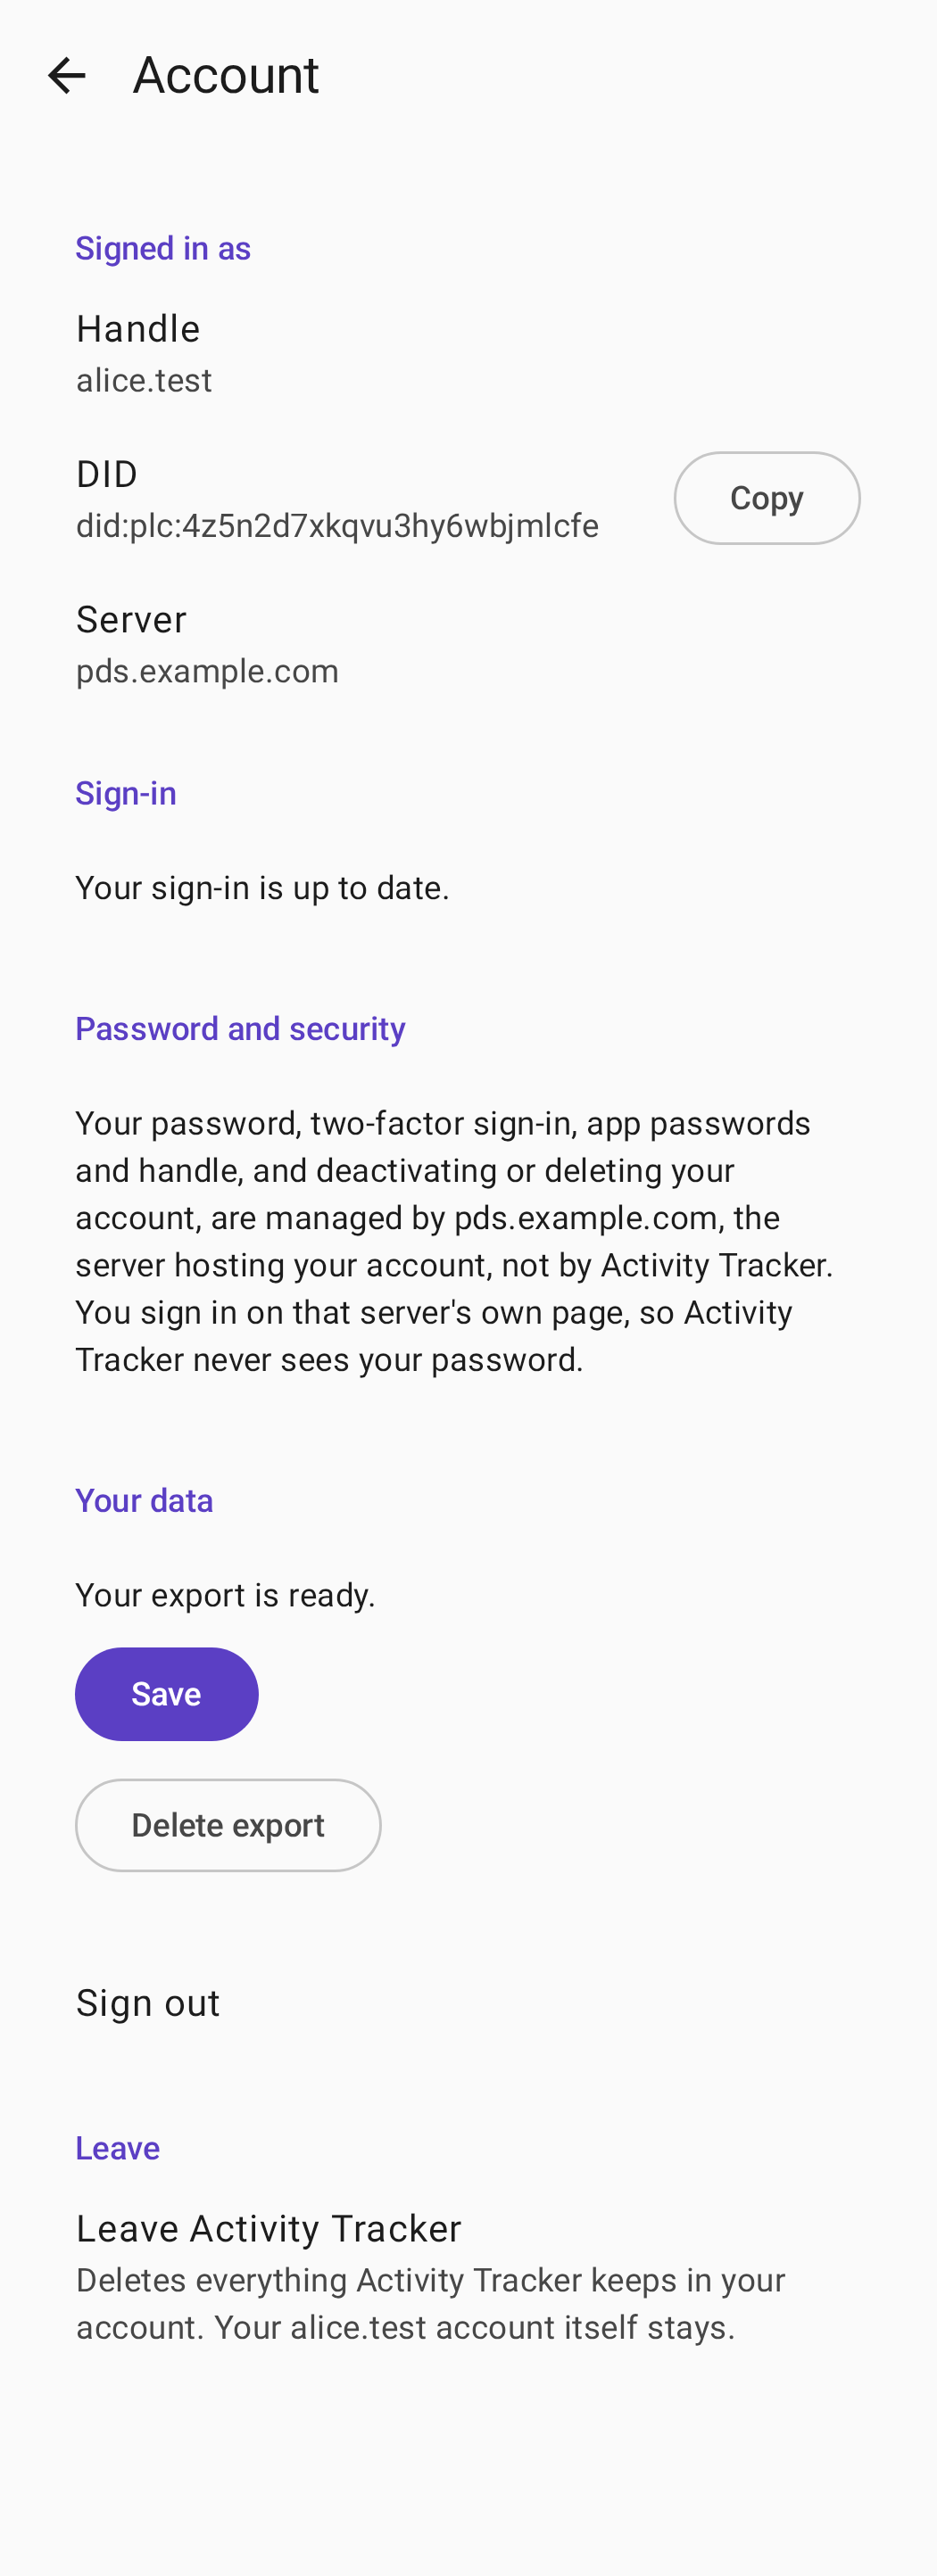 Account
Signed in as
Handle
alice.test
DID
did:plc:4z5n2d7xkqvu3hy6wbjmlcfe
Copy
Server
pds.example.com
Sign-in
Your sign-in is up to date.
Password and security
Your password, two-factor sign-in, app passwords
and handle, and deactivating or deleting your
account, are managed by pds.example.com, the
server hosting your account, not by Activity Tracker.
You sign in on that server's own page, so Activity
Tracker never sees your password.
Your data
Your export is ready.
Save
Delete export
Sign out
Leave
Leave Activity Tracker
Deletes everything Activity Tracker keeps in your
account. Your alice.test account itself stays.